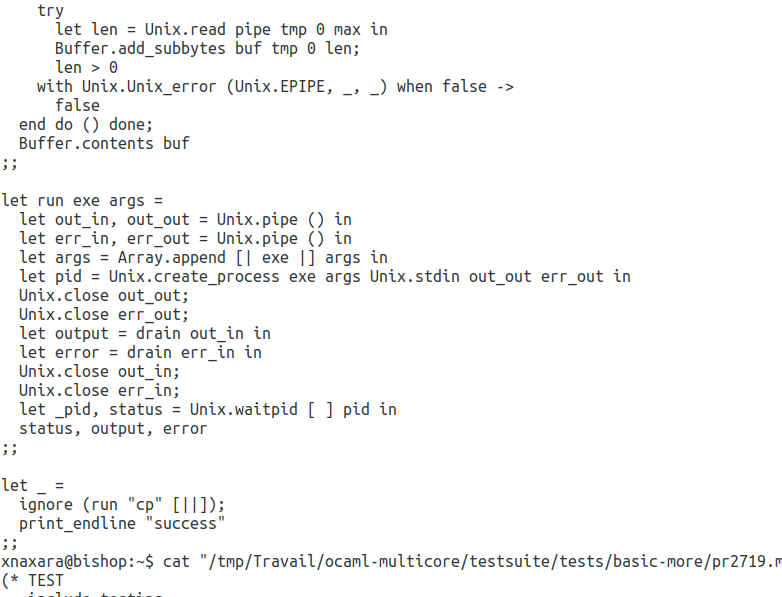 try
      let len = Unix.read pipe tmp 0 max in
      Buffer.add_subbytes buf tmp 0 len;
      len > 0
    with Unix.Unix_error (Unix.EPIPE, _, _) when false ->
      false
  end do () done;
  Buffer.contents buf
;;

let run exe args =
  let out_in, out_out = Unix.pipe () in
  let err_in, err_out = Unix.pipe () in
  let args = Array.append [| exe |] args in
  let pid = Unix.create_process exe args Unix.stdin out_out err_out in
  Unix.close out_out;
  Unix.close err_out;
  let output = drain out_in in
  let error = drain err_in in
  Unix.close out_in;
  Unix.close err_in;
  let _pid, status = Unix.waitpid [ ] pid in
  status, output, error
;;

let _ =
  ignore (run "cp" [||]);
  print_endline "success"
;;
xnaxara@bishop:~$ cat "/tmp/Travail/ocaml-multicore/testsuite/tests/basic-more/pr2719.m
(* TEST
   include testing